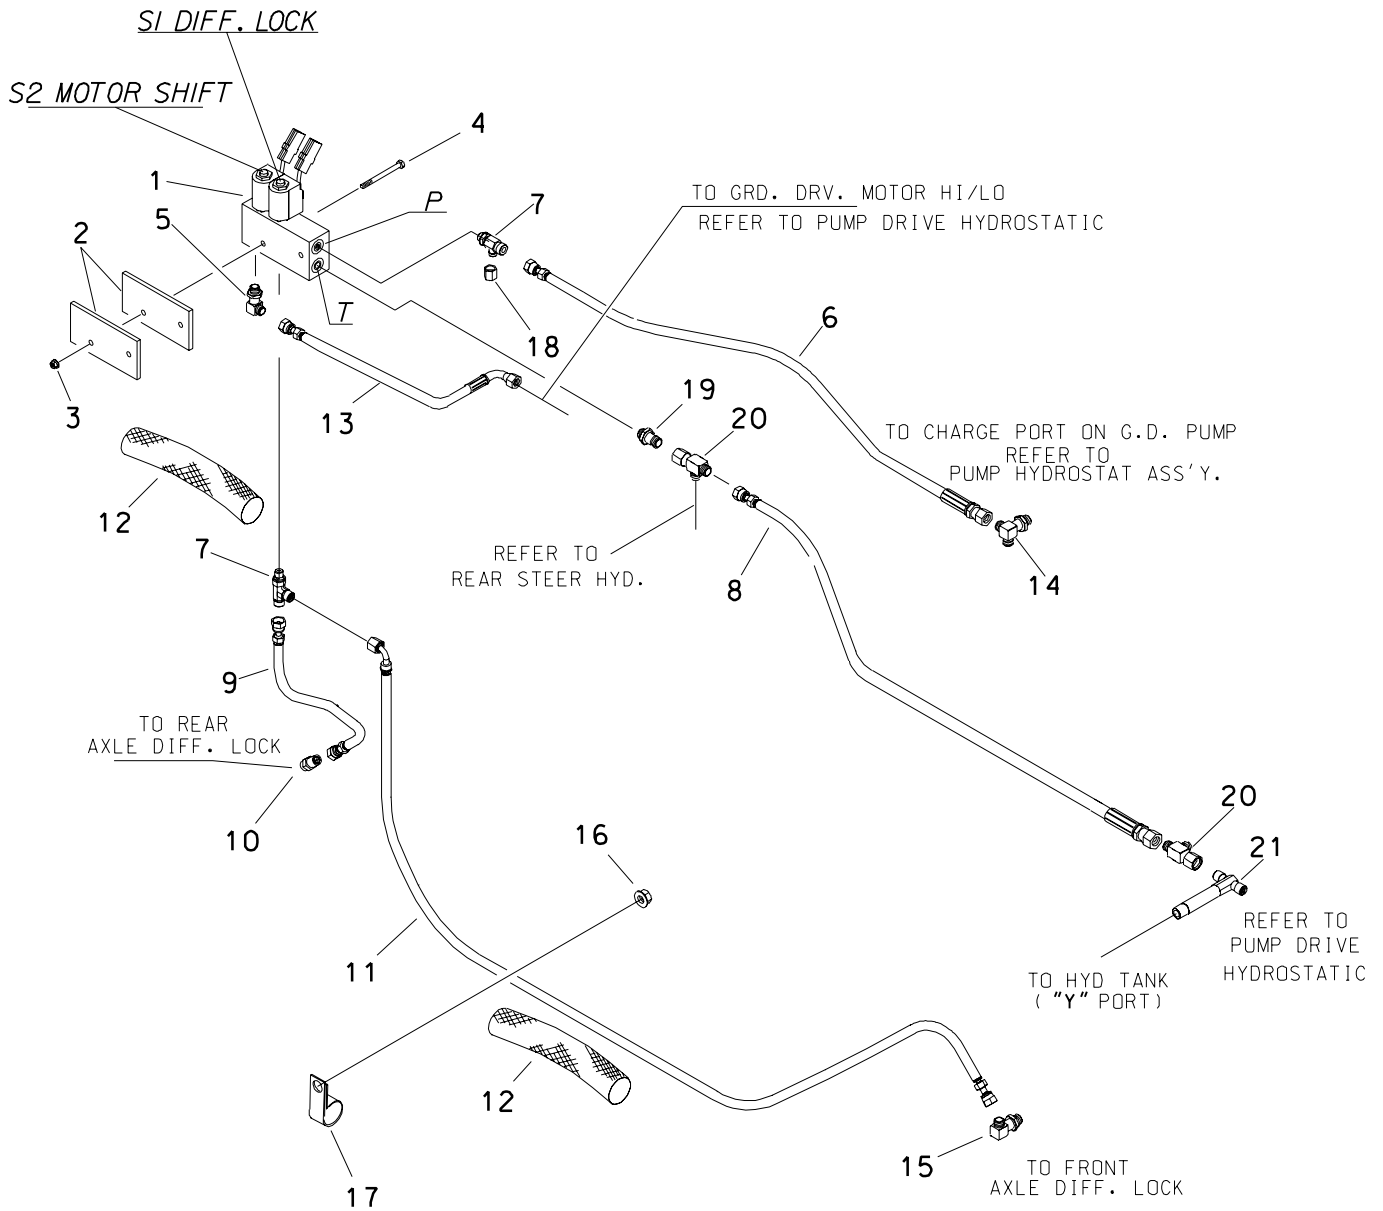 S1 DIFF. LOCK
S2 MOTOR SHIFT
4
1
P
7
TO GRD. DRV. MOTOR HI/LO
REFER TO PUMP DRIVE HYDROSTATIC
5
2
T
18
6
3
13
19
20
TO CHARGE PORT ON G.D. PUMP
REFER TO
PUMP HYDROSTAT ASS'Y.
12
7
REFER TO
REAR STEER HYD.
8
14
9
TO REAR
AXLE DIFF. LOCK
10
16
20
21
11
REFER TO
PUMP DRIVE
HYDROSTATIC
TO HYD TANK
("Y" PORT)
12
17
15
TO FRONT
AXLE DIFF. LOCK